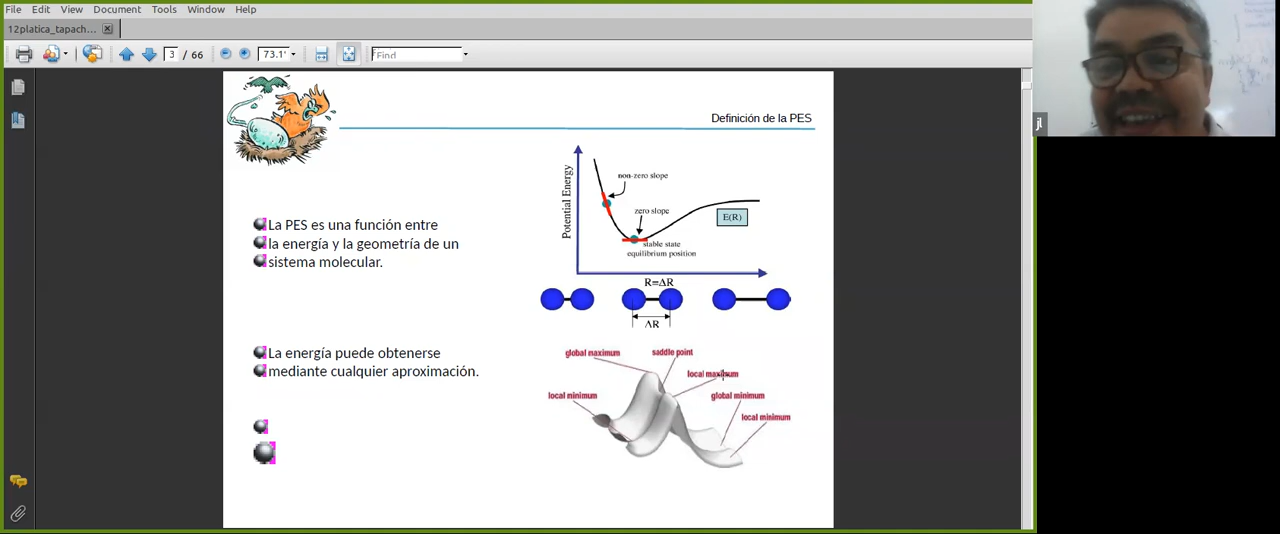 File Edit View Document Tools Window Help
12platica_tapach...
3 / 66 73.1% Find
Definición de la PES
La PES es una función entre
la energía y la geometría de un
sistema molecular.
La energía puede obtenerse
mediante cualquier aproximación.
Potential Energy
non-zero slope
zero slope
E(R)
stable state
equilibrium position
R=ΔR
ΔR
global maximum
saddle point
local maximum
local minimum
global minimum
local minimum
jl